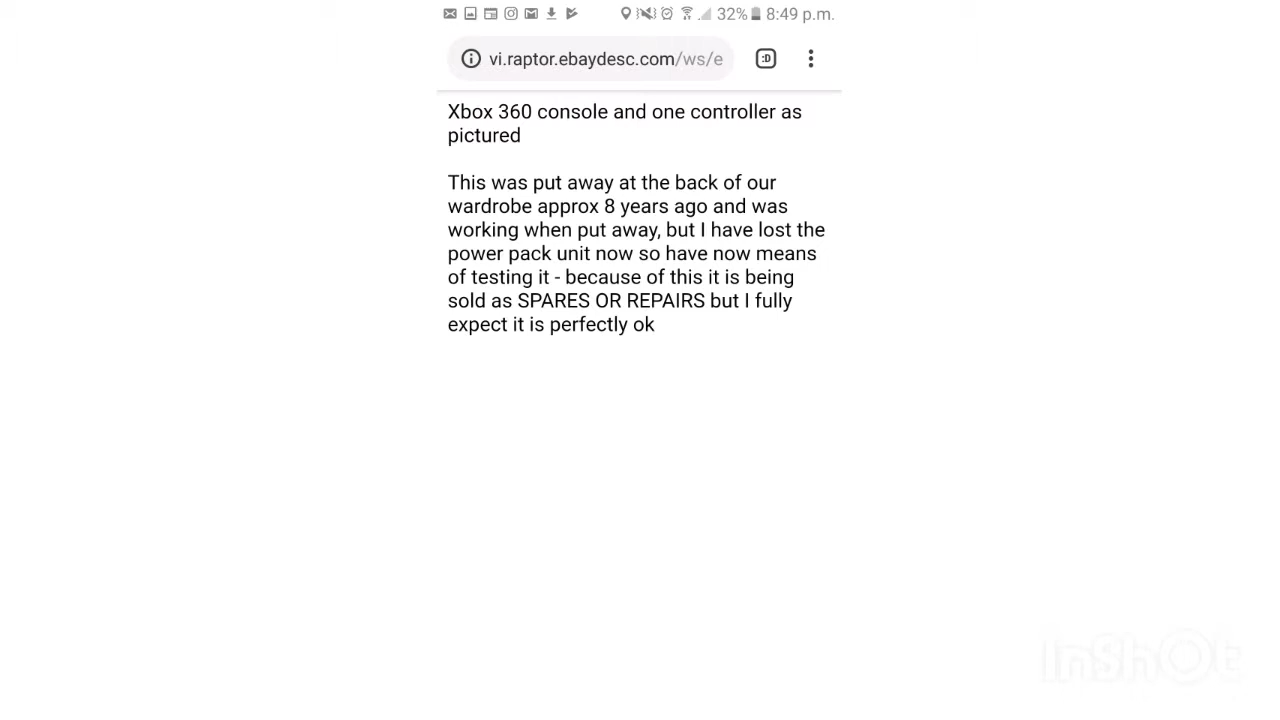 32% 8:49 p.m.
vi.raptor.ebaydesc.com/ws/e
:D
Xbox 360 console and one controller as
pictured
This was put away at the back of our
wardrobe approx 8 years ago and was
working when put away, but I have lost the
power pack unit now so have now means
of testing it - because of this it is being
sold as SPARES OR REPAIRS but I fully
expect it is perfectly ok
InShOt